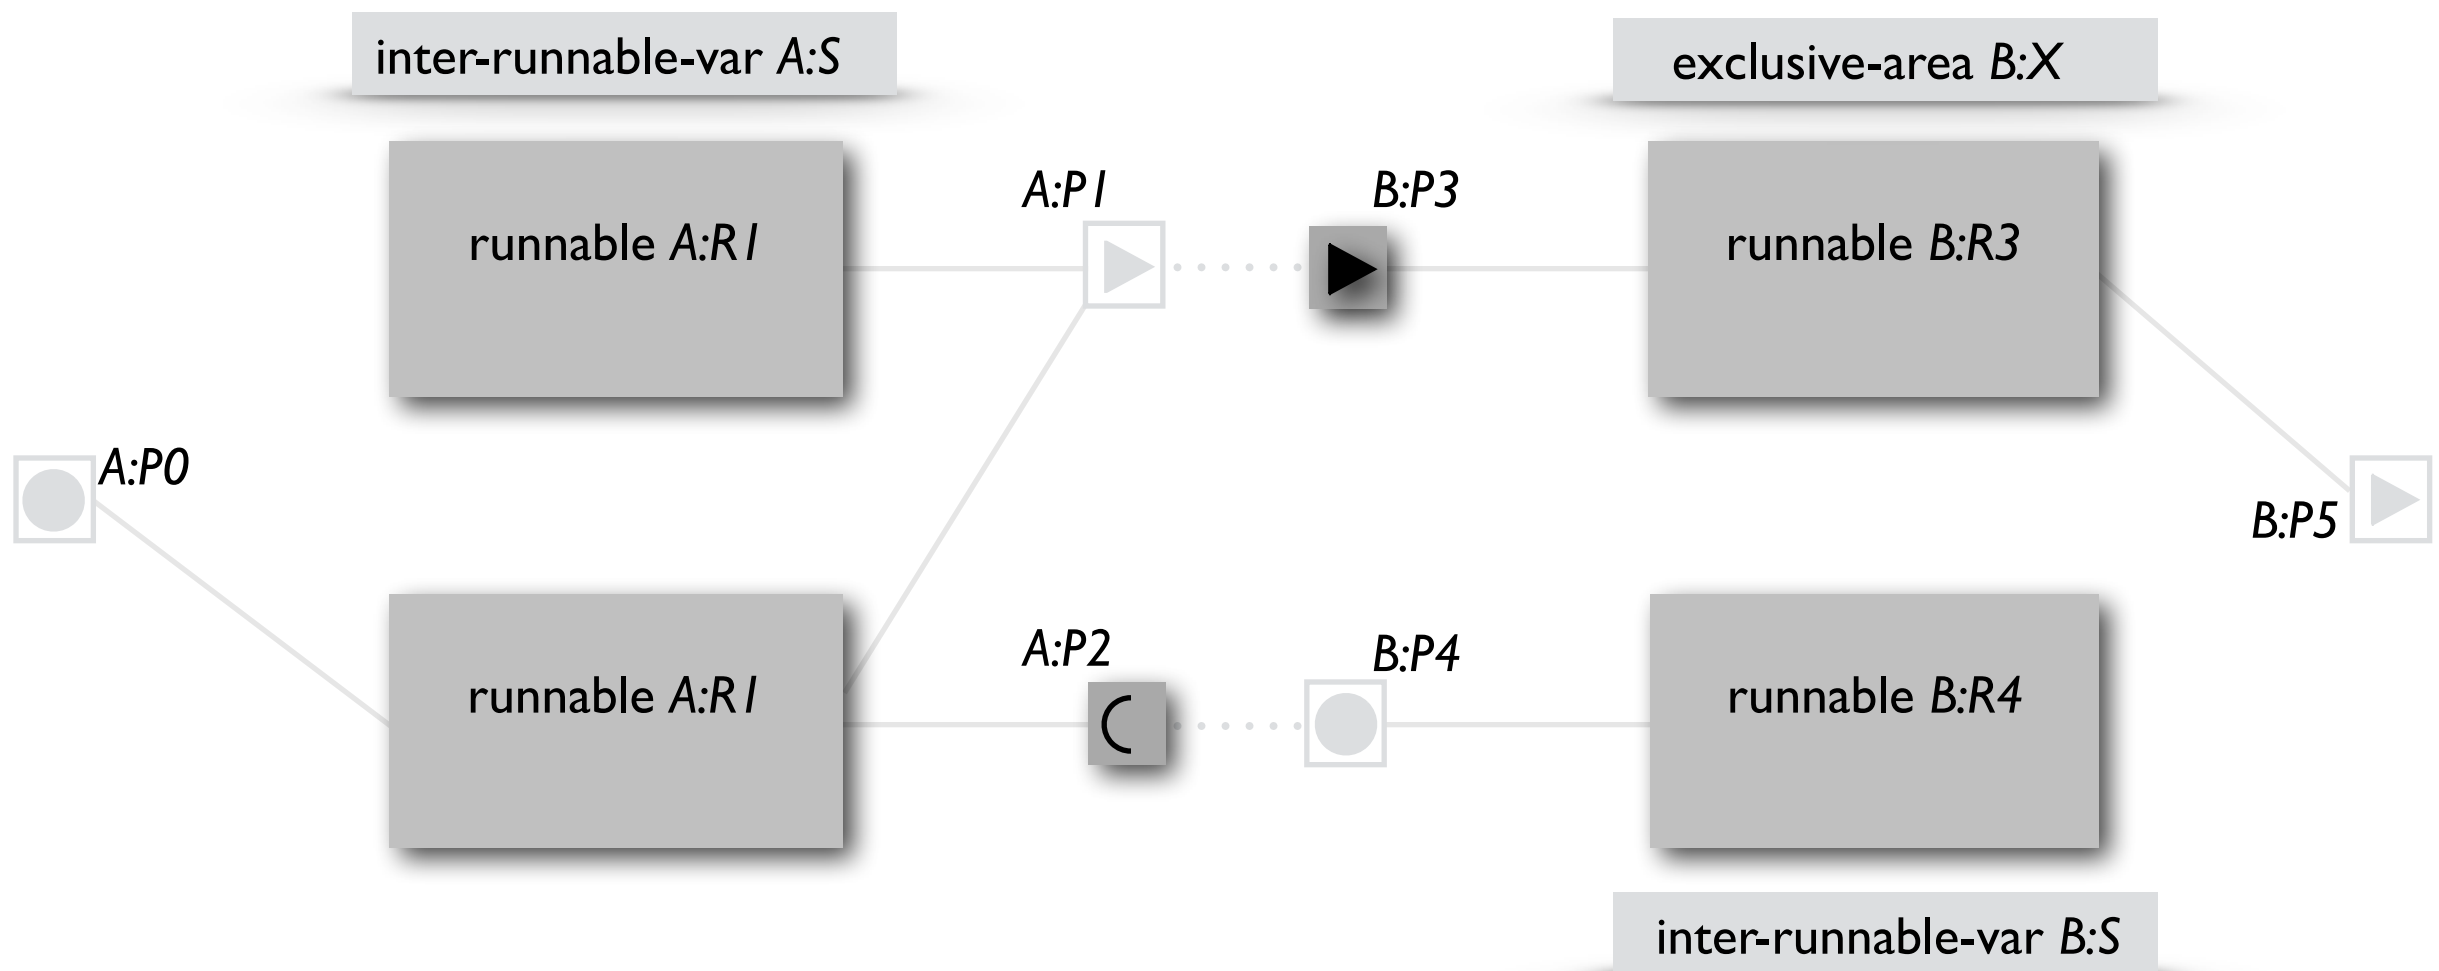 inter-runnable-var A:S
exclusive-area B:X
A:P1
B:P3
runnable A:R1
runnable B:R3
A:P0
B:P5
A:P2
B:P4
runnable A:R1
runnable B:R4
inter-runnable-var B:S